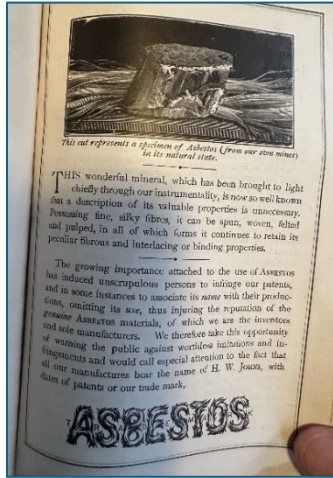 This cut represents a specimen of Asbestos (from our own mines)
in its natural state.
THIS wonderful mineral, which has been brought to light
chiefly through our instrumentality, is now so well known
that a description of its valuable properties is unnecessary.
Possessing fine, silky fibres, it can be spun, woven, felted
and pulped, in all of which forms it continues to retain its
peculiar fibrous and interlacing or binding properties.
The growing importance attached to the use of ASBESTOS
has induced unscrupulous persons to infringe our patents,
and in some instances to associate its name with their produc-
tions, omitting its use, thus injuring the reputation of the
genuine ASBESTOS materials, of which we are the inventors
and sole manufacturers. We therefore take this opportunity
of warning the public against worthless imitations and in-
fringements and would call especial attention to the fact that
all our manufactures bear the name of H. W. JOHNS, with
dates of patents or our trade mark,
ASBESTOS